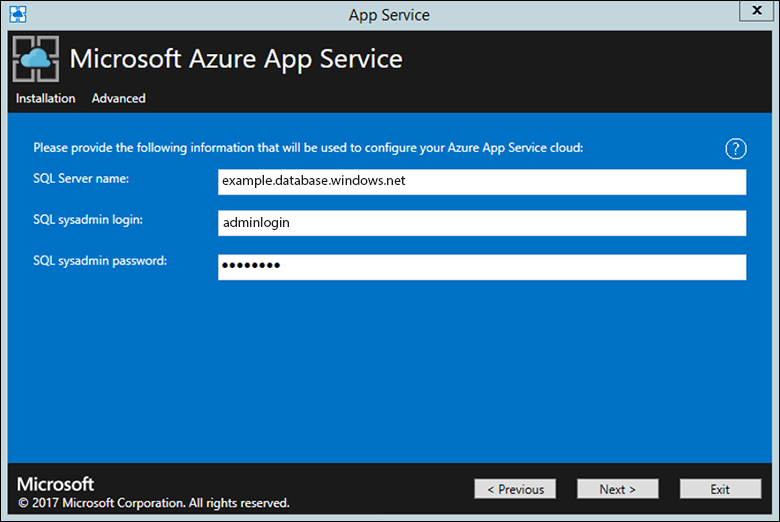 App Service
X
Microsoft Azure App Service
Installation Advanced
Please provide the following information that will be used to configure your Azure App Service cloud:
?
SQL Server name: example.database.windows.net
SQL sysadmin login: adminlogin
SQL sysadmin password: ••••••••
Microsoft
© 2017 Microsoft Corporation. All rights reserved.
< Previous Next > Exit